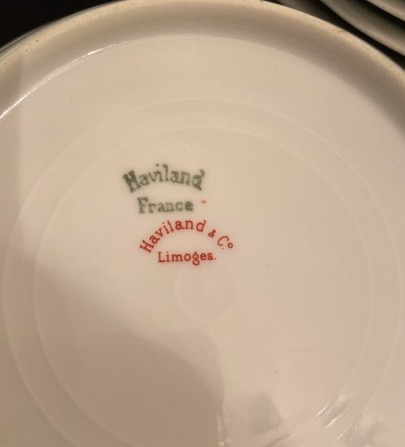 Haviland
France
Haviland & Co
Limoges.